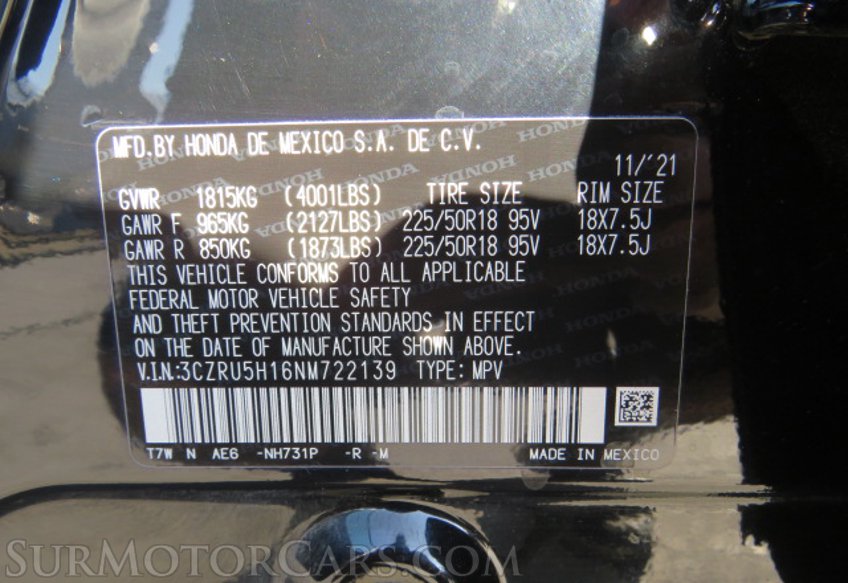 MFD.BY HONDA DE MEXICO S.A. DE C.V.
11/'21
GVWR 1815KG (4001LBS) TIRE SIZE RIM SIZE
GAWR F 965KG (2127LBS) 225/50R18 95V 18X7.5J
GAWR R 850KG (1873LBS) 225/50R18 95V 18X7.5J
THIS VEHICLE CONFORMS TO ALL APPLICABLE
FEDERAL MOTOR VEHICLE SAFETY
AND THEFT PREVENTION STANDARDS IN EFFECT
ON THE DATE OF MANUFACTURE SHOWN ABOVE.
V.I.N:3CZRU5H16NM722139 TYPE: MPV
T7W N AE6 -NH731P -R -M MADE IN MEXICO
SURMOTORCARS.COM